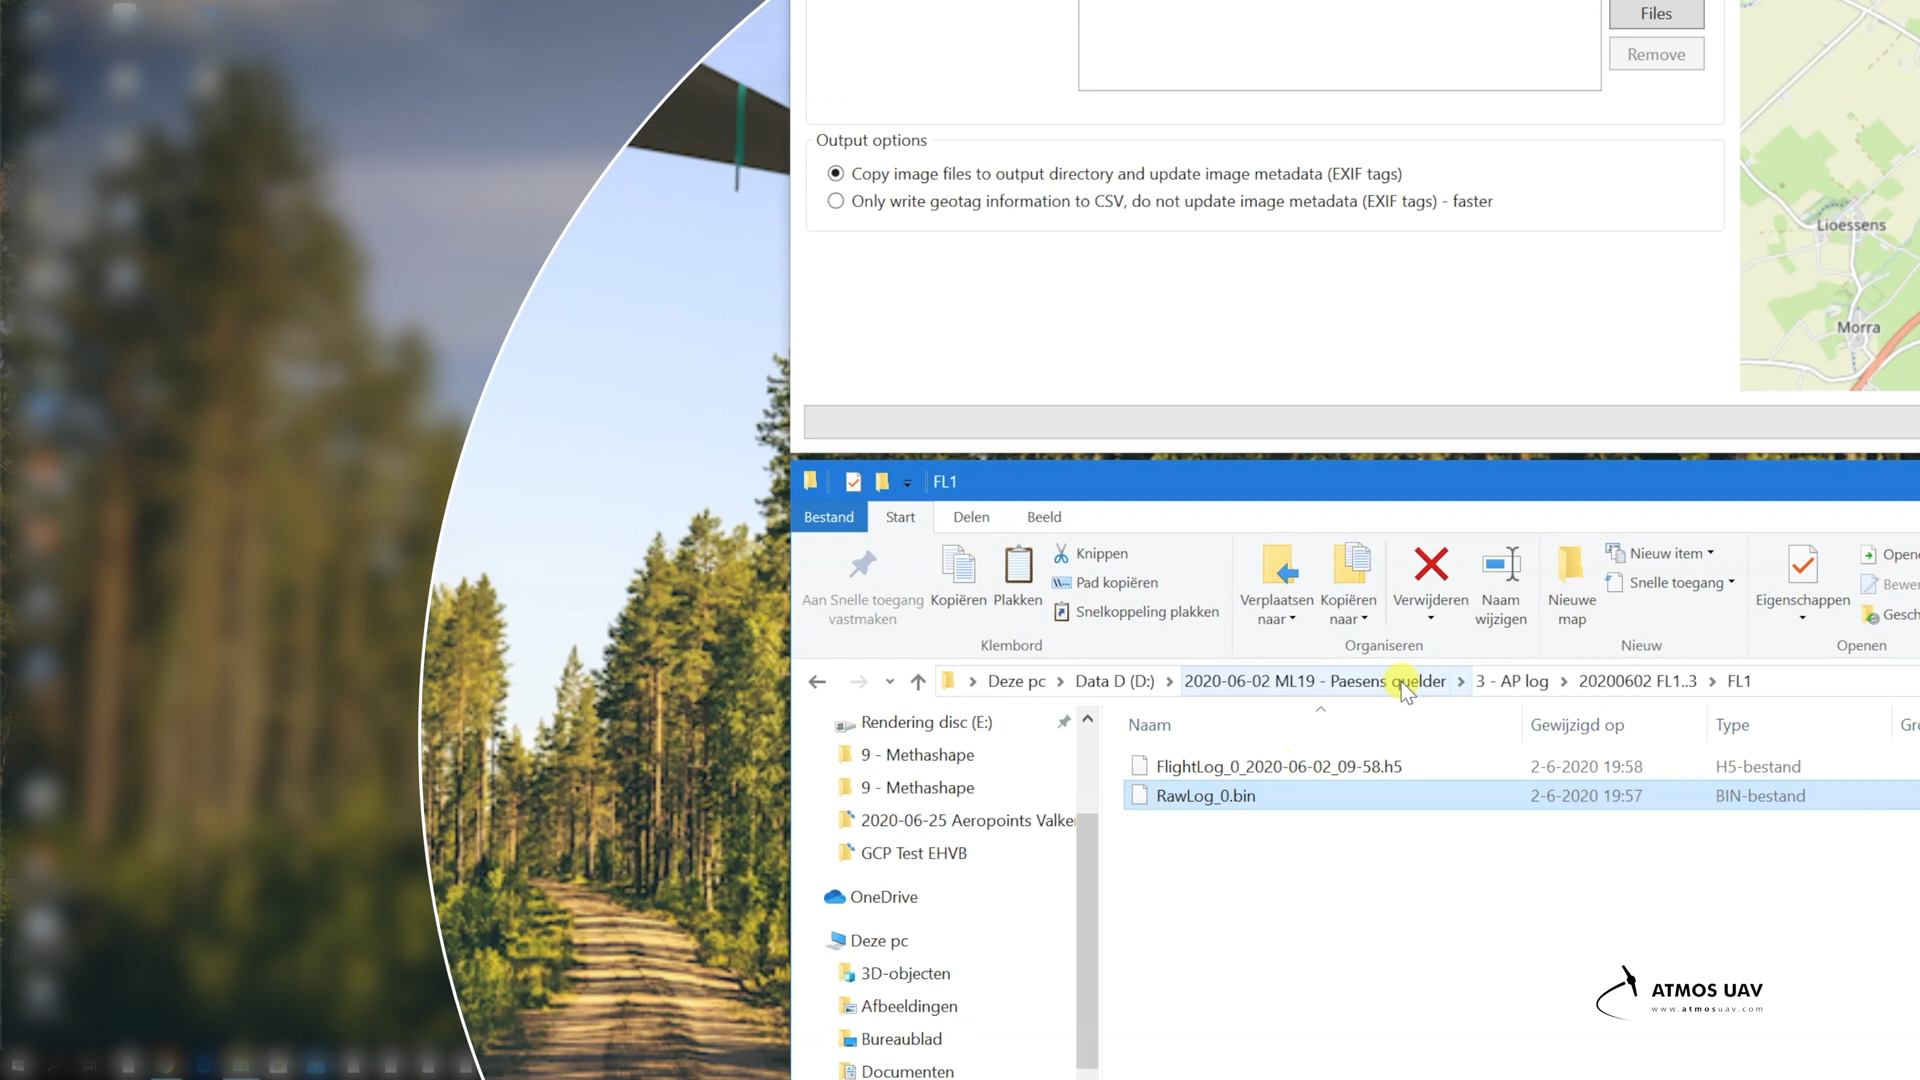 Files
Remove
Output options
Copy image files to output directory and update image metadata (EXIF tags)
Only write geotag information to CSV, do not update image metadata (EXIF tags) - faster
Lioessens
Morra
FL1
Bestand Start Delen Beeld
Aan Snelle toegang vastmaken
Kopiëren
Plakken
Knippen
Pad kopiëren
Snelkoppeling plakken
Klembord
Verplaatsen naar
Kopiëren naar
Verwijderen
Naam wijzigen
Organiseren
Nieuwe map
Nieuw item
Snelle toegang
Nieuw
Eigenschappen
Opene
Bewer
Gesch
Openen
Deze pc > Data D (D:) > 2020-06-02 ML19 - Paesens quelder > 3 - AP log > 20200602 FL1..3 > FL1
Rendering disc (E:)
9 - Methashape
9 - Methashape
2020-06-25 Aeropoints Valke
GCP Test EHVB
OneDrive
Deze pc
3D-objecten
Afbeeldingen
Bureaublad
Documenten
Naam Gewijzigd op Type Gro
FlightLog_0_2020-06-02_09-58.h5 2-6-2020 19:58 H5-bestand
RawLog_0.bin 2-6-2020 19:57 BIN-bestand
ATMOS UAV
www.atmosuav.com